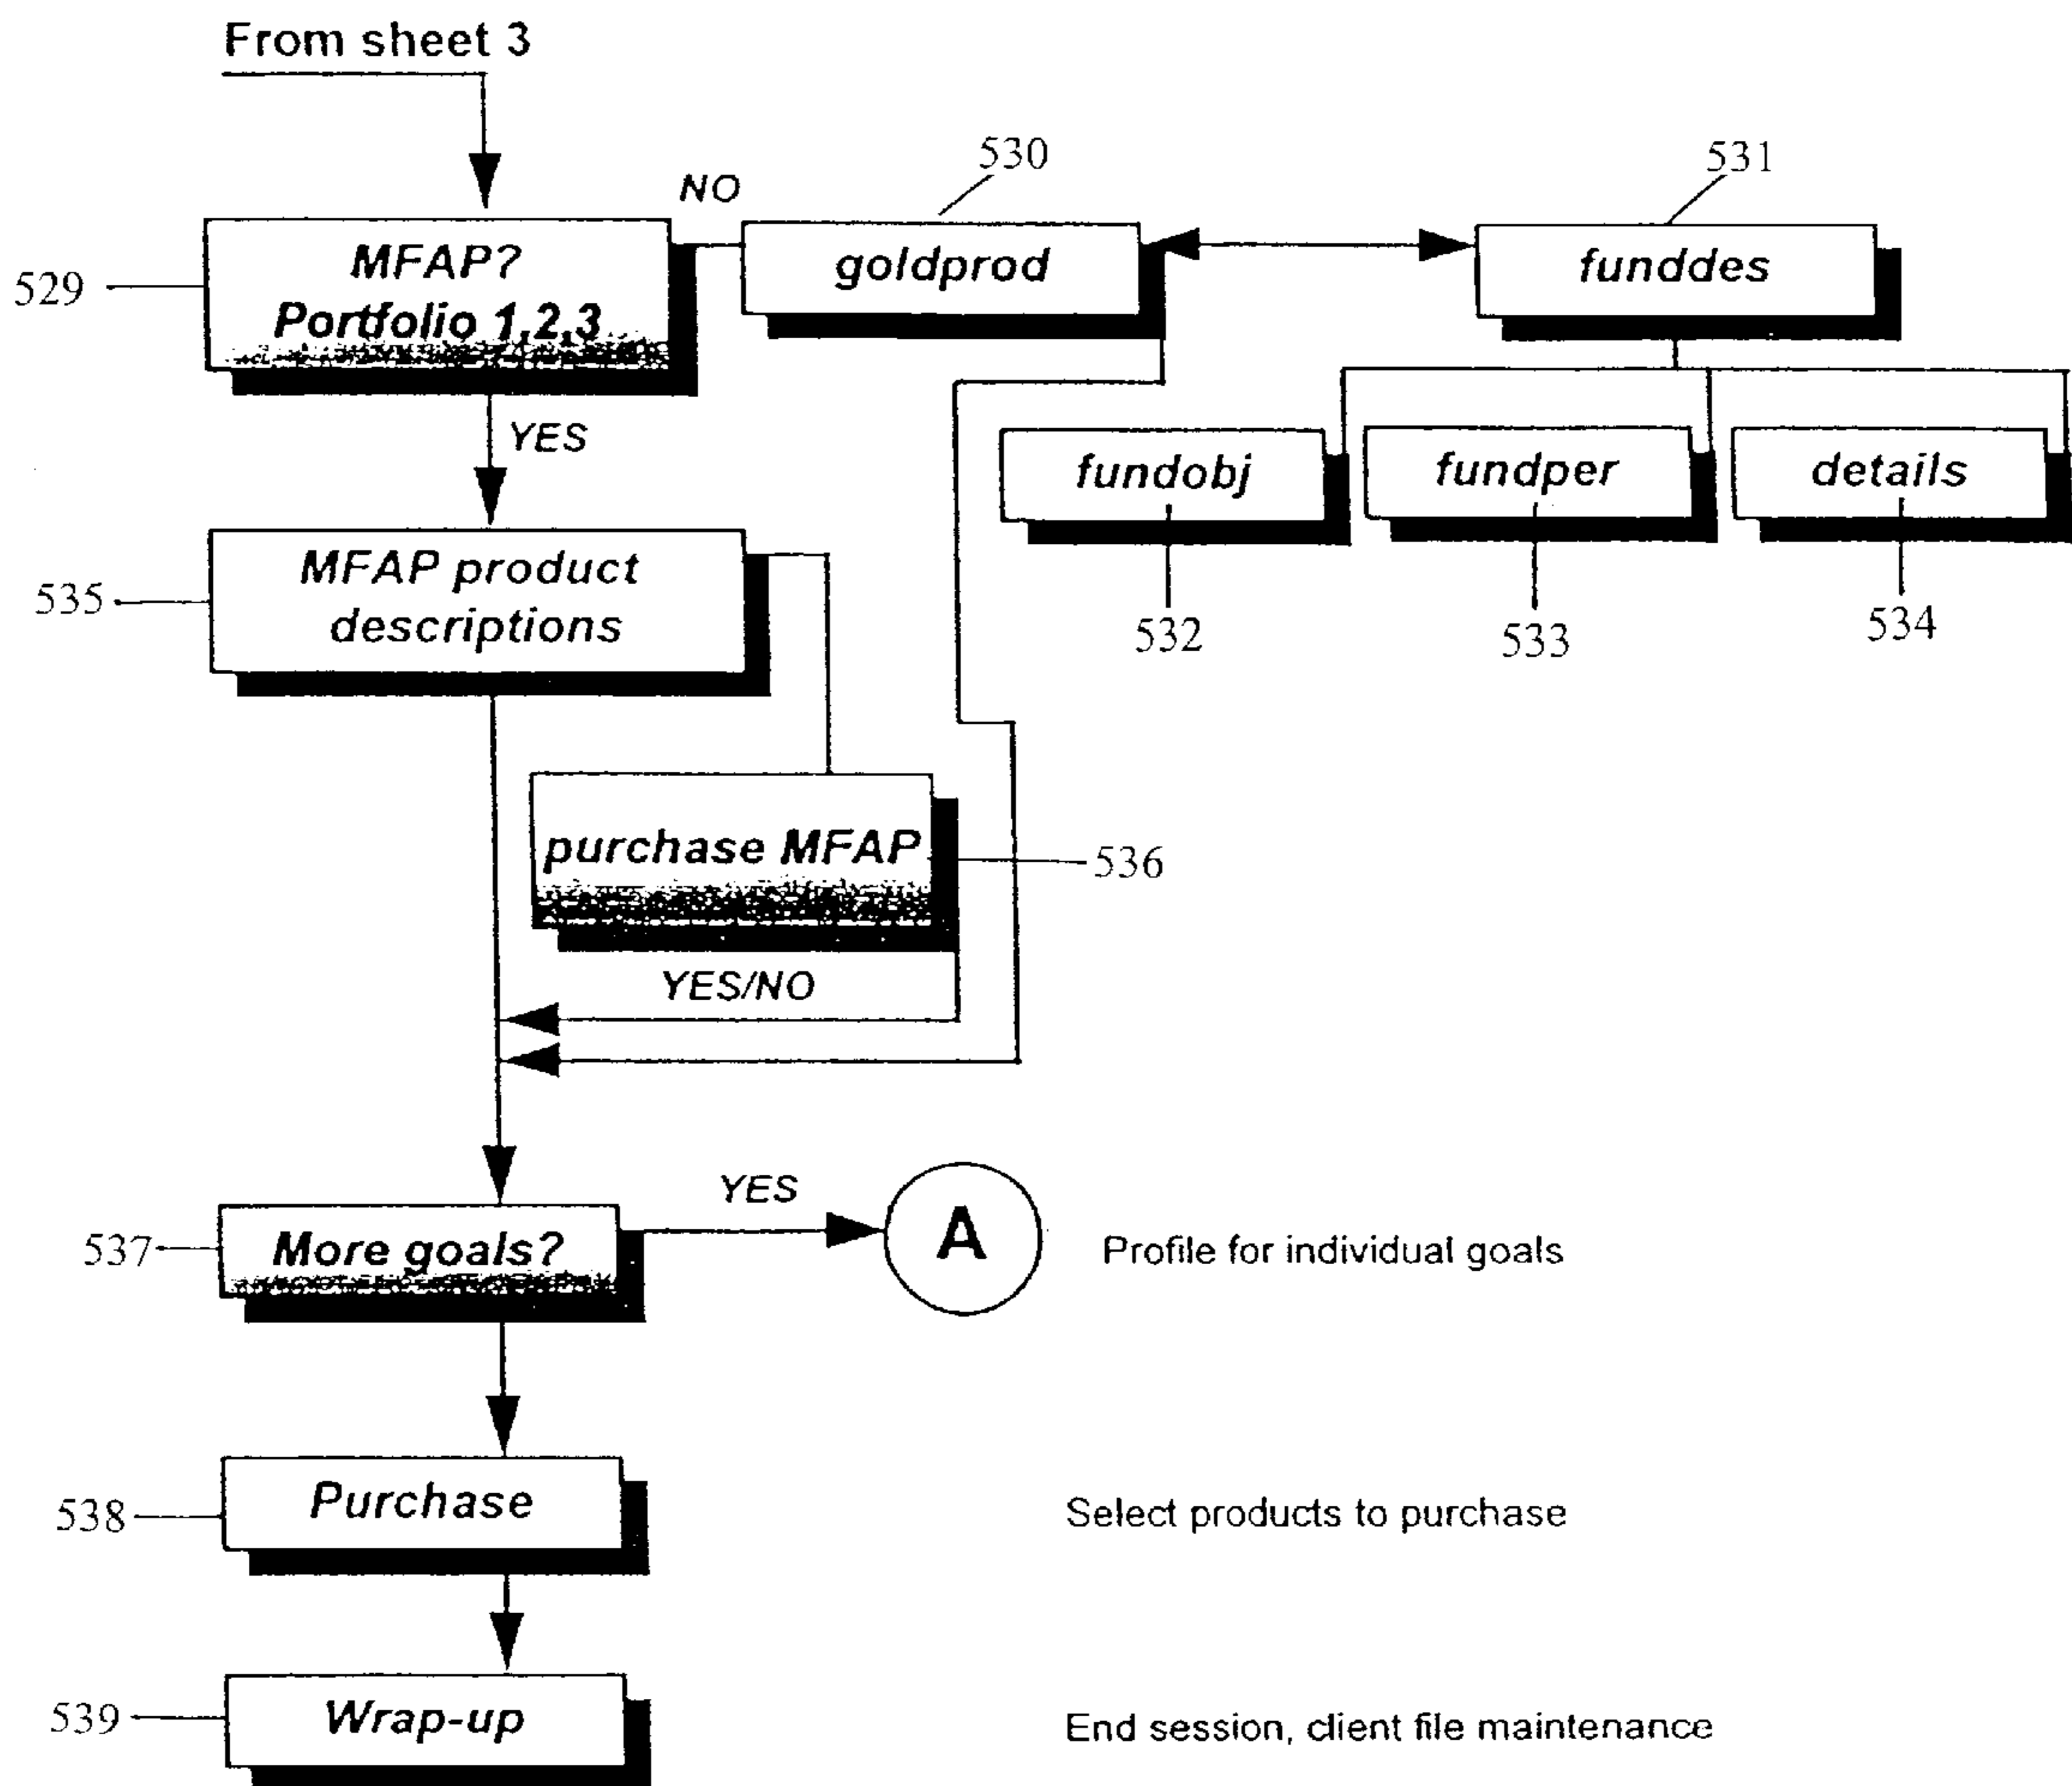 From sheet 3
530
531
NO
529
MFAP?
Portfolio 1,2,3
goldprod
funddes
YES
fundobj
fundper
details
535
MFAP product
descriptions
532
533
534
purchase MFAP
536
YES/NO
YES
537
More goals?
A
Profile for individual goals
538
Purchase
Select products to purchase
539
Wrap-up
End session, client file maintenance